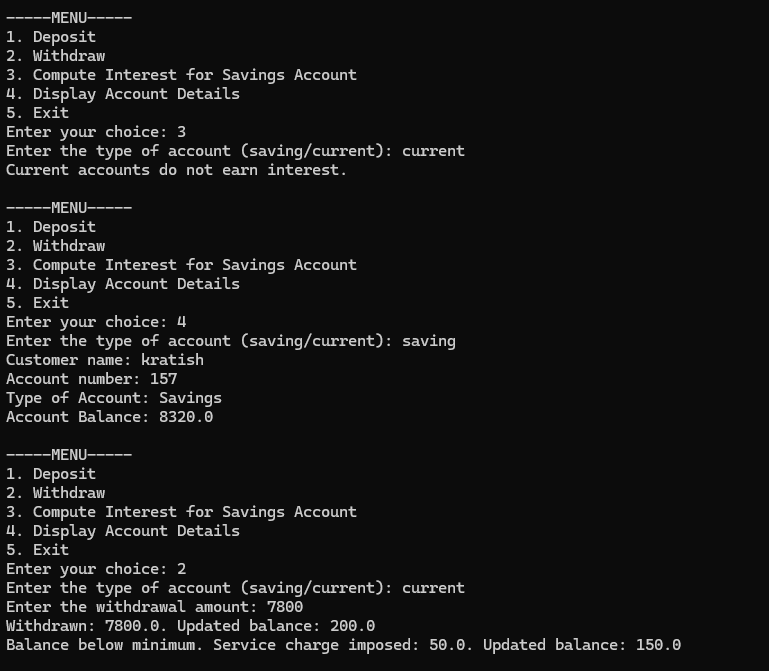 -----MENU-----
1. Deposit
2. Withdraw
3. Compute Interest for Savings Account
4. Display Account Details
5. Exit
Enter your choice: 3
Enter the type of account (saving/current): current
Current accounts do not earn interest.

-----MENU-----
1. Deposit
2. Withdraw
3. Compute Interest for Savings Account
4. Display Account Details
5. Exit
Enter your choice: 4
Enter the type of account (saving/current): saving
Customer name: kratish
Account number: 157
Type of Account: Savings
Account Balance: 8320.0

-----MENU-----
1. Deposit
2. Withdraw
3. Compute Interest for Savings Account
4. Display Account Details
5. Exit
Enter your choice: 2
Enter the type of account (saving/current): current
Enter the withdrawal amount: 7800
Withdrawn: 7800.0. Updated balance: 200.0
Balance below minimum. Service charge imposed: 50.0. Updated balance: 150.0